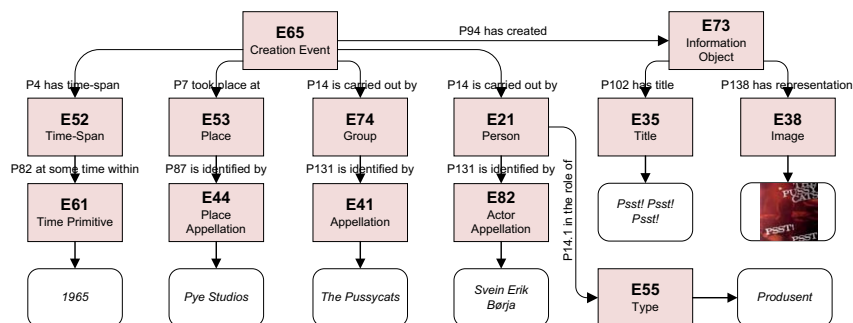 E65
Creation Event
P94 has created
E73
Information
Object
P4 has time-span
P7 took place at
P14 is carried out by
P14 is carried out by
P102 has title
P138 has representation
E52
Time-Span
E53
Place
E74
Group
E21
Person
E35
Title
E38
Image
P82 at some time within
P87 is identified by
P131 is identified by
P131 is identified by
P14.1 in the role of
E61
Time Primitive
E44
Place
Appellation
E41
Appellation
E82
Actor
Appellation
Psst! Psst!
Psst!
PUSSY
CATS
PSST!
PSST
1965
Pye Studios
The Pussycats
Svein Erik
Børja
E55
Type
Produsent